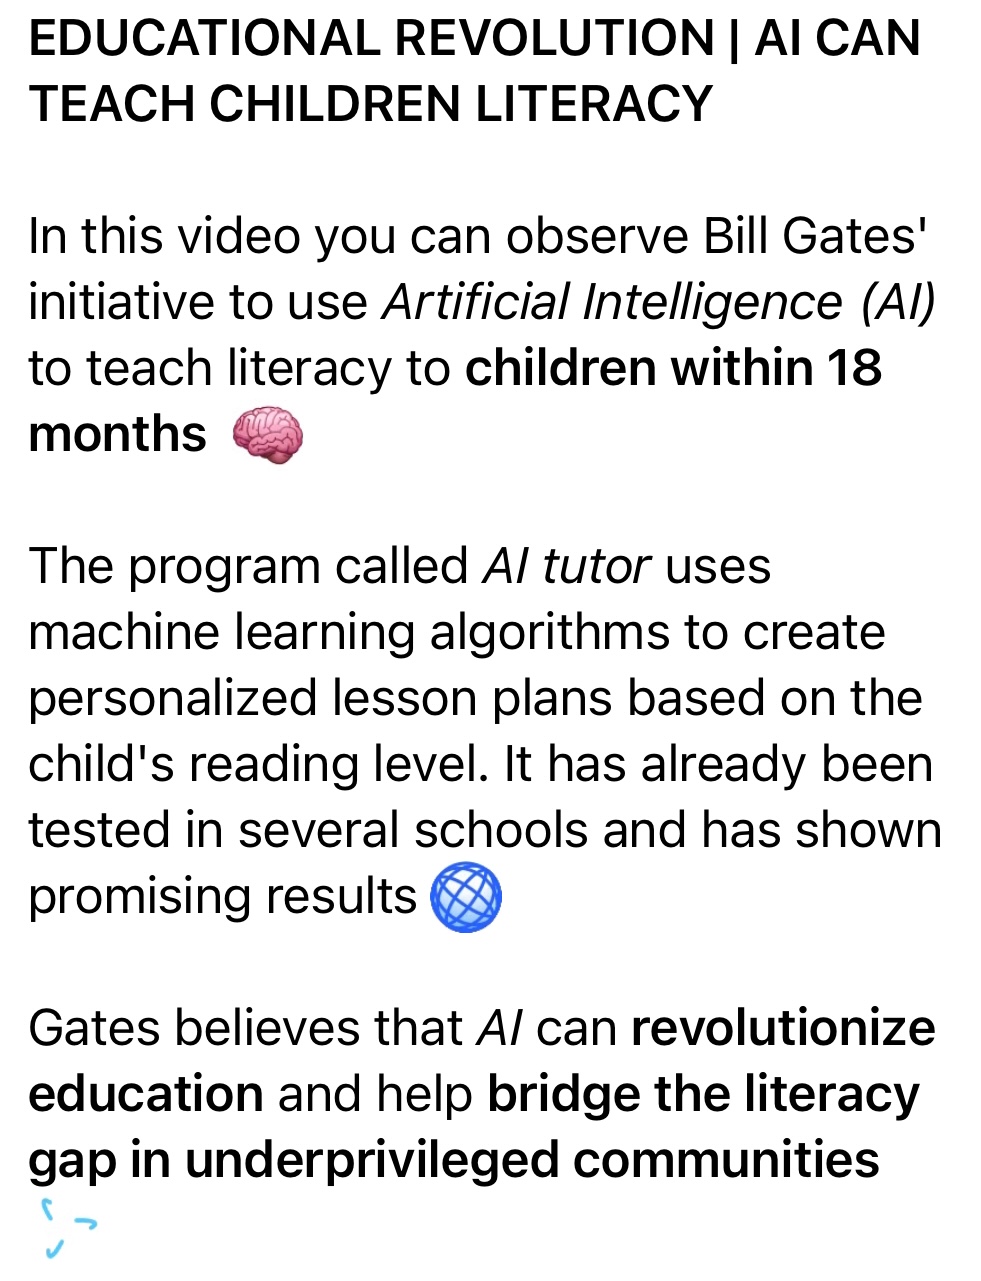 EDUCATIONAL REVOLUTION | AI CAN
TEACH CHILDREN LITERACY
In this video you can observe Bill Gates'
initiative to use Artificial Intelligence (AI)
to teach literacy to children within 18
months
The program called AI tutor uses
machine learning algorithms to create
personalized lesson plans based on the
child's reading level. It has already been
tested in several schools and has shown
promising results
Gates believes that AI can revolutionize
education and help bridge the literacy
gap in underprivileged communities